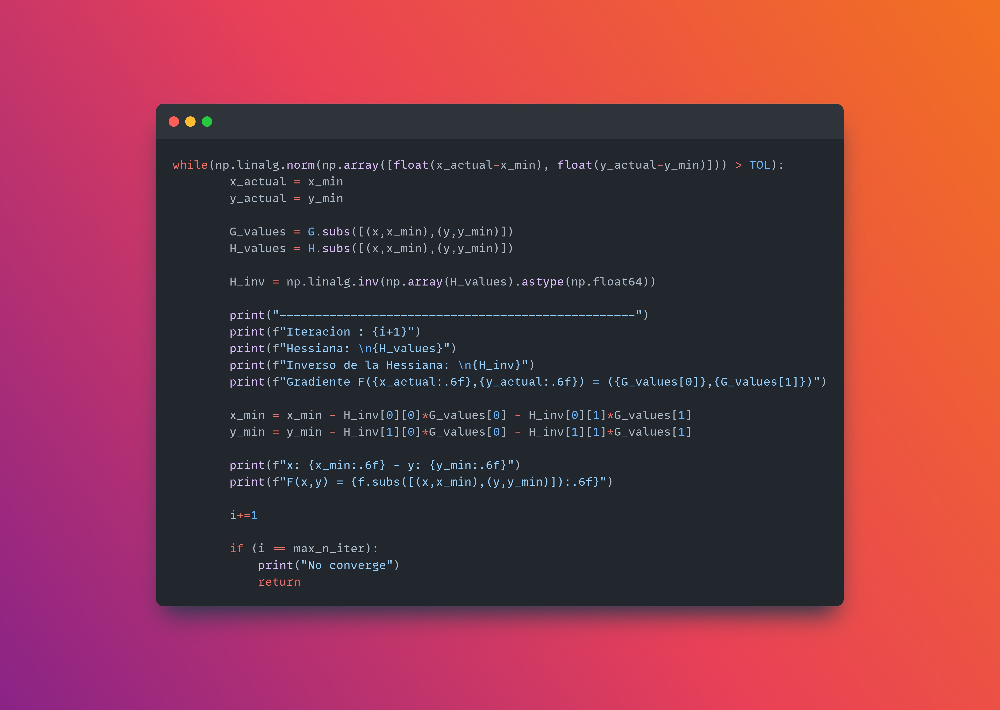 while(np.linalg.norm(np.array([float(x_actual-x_min), float(y_actual-y_min)])) > TOL):
        x_actual = x_min
        y_actual = y_min

        G_values = G.subs([(x,x_min),(y,y_min)])
        H_values = H.subs([(x,x_min),(y,y_min)])

        H_inv = np.linalg.inv(np.array(H_values).astype(np.float64))

        print("--------------------------------------------------")
        print(f"Iteracion : {i+1}")
        print(f"Hessiana: \n{H_values}")
        print(f"Inverso de la Hessiana: \n{H_inv}")
        print(f"Gradiente F({x_actual:.6f},{y_actual:.6f}) = ({G_values[0]},{G_values[1]})")

        x_min = x_min - H_inv[0][0]*G_values[0] - H_inv[0][1]*G_values[1]
        y_min = y_min - H_inv[1][0]*G_values[0] - H_inv[1][1]*G_values[1]

        print(f"x: {x_min:.6f} - y: {y_min:.6f}")
        print(f"F(x,y) = {f.subs([(x,x_min),(y,y_min)]):.6f}")

        i+=1

        if (i == max_n_iter):
            print("No converge")
            return